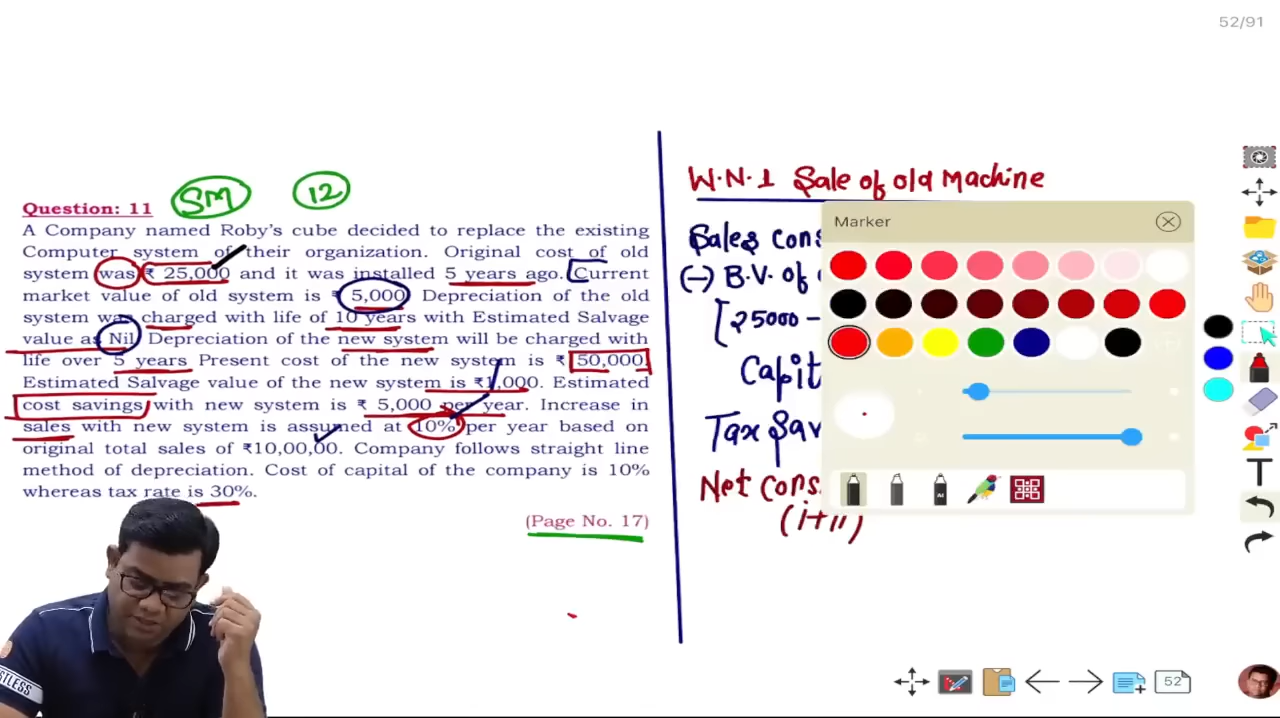 52/91
SM 12
Question: 11
A Company named Roby's cube decided to replace the existing
Computer system of their organization. Original cost of old
system was ₹ 25,000 and it was installed 5 years ago. Current
market value of old system is ₹ 5,000 Depreciation of the old
system was charged with life of 10 years with Estimated Salvage
value as Nil Depreciation of the new system will be charged with
life over 5 years Present cost of the new system is ₹ 50,000
Estimated Salvage value of the new system is ₹1,000. Estimated
cost savings with new system is ₹ 5,000 per year. Increase in
sales with new system is assumed at 10% per year based on
original total sales of ₹10,00,00. Company follows straight line
method of depreciation. Cost of capital of the company is 10%
whereas tax rate is 30%.
(Page No. 17)
W.N.1 Sale of old Machine
Sales Cons
(-) B.V. of
[25000 -
Capit
Tax Sav
Net Cons
(i+ii)
Marker
AI
T
52